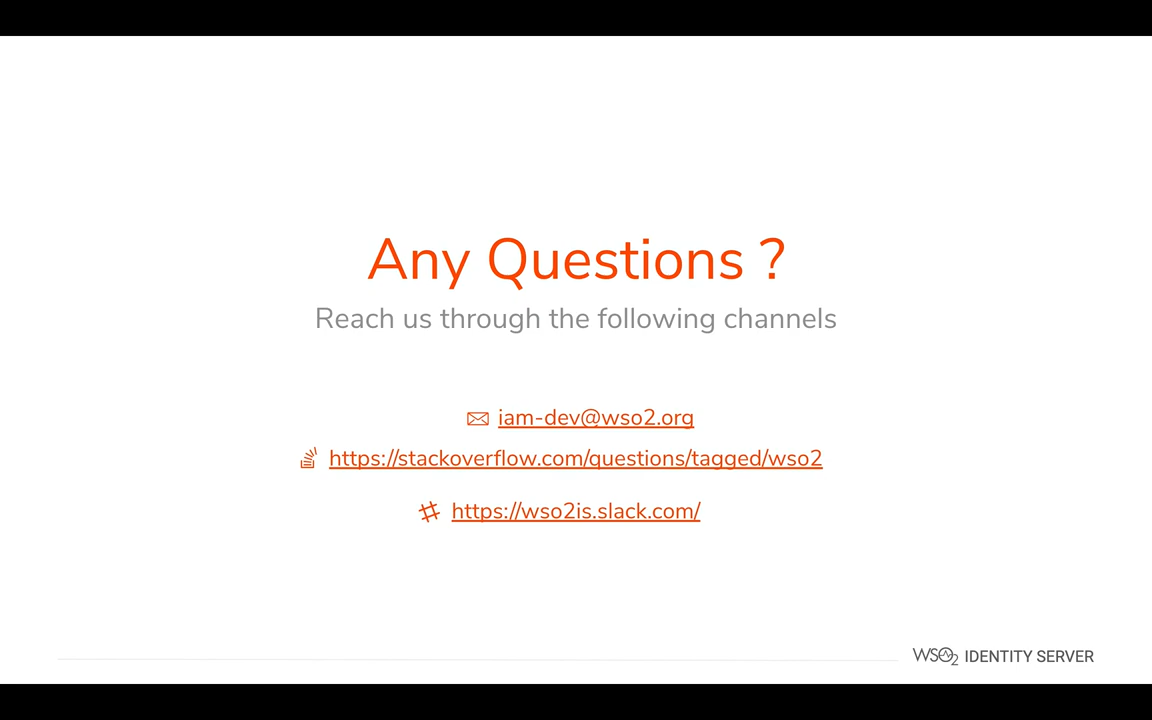 Any Questions ?
Reach us through the following channels
iam-dev@wso2.org
https://stackoverflow.com/questions/tagged/wso2
https://wso2is.slack.com/
WSO2 IDENTITY SERVER